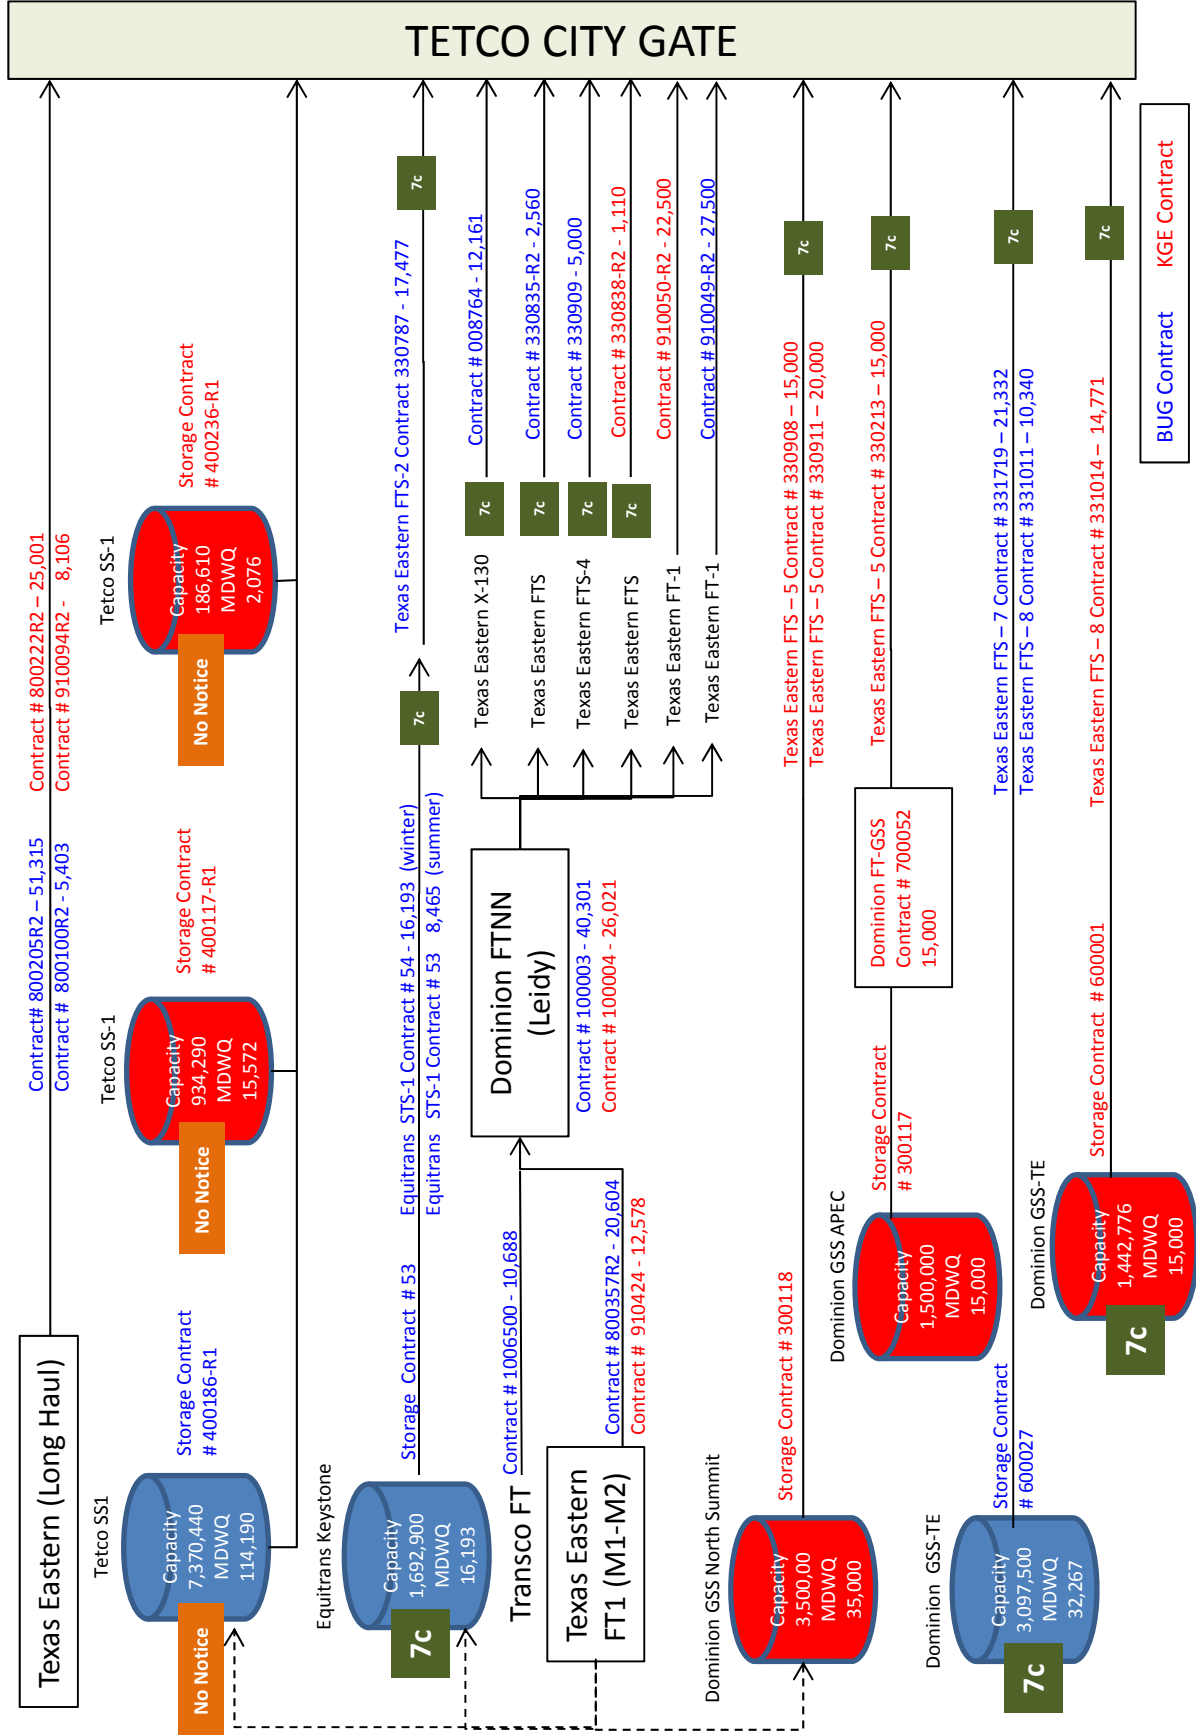 TETCO CITY GATE
Texas Eastern (Long Haul)
Contract# 800205R2 – 51,315
Contract #  800100R2 - 5,403
Contract # 800222R2 – 25,001
Contract # 910094R2 -   8,106
Tetco SS1
No Notice
Capacity
7,370,440
MDWQ
114,190
Storage Contract
# 400186-R1
Tetco SS-1
No Notice
Capacity
934,290
MDWQ
15,572
Storage Contract
# 400117-R1
Tetco SS-1
No Notice
Capacity
186,610
MDWQ
2,076
Storage Contract
# 400236-R1
Equitrans Keystone
7C
Capacity
1,692,900
MDWQ
16,193
Storage  Contract # 53
Equitrans  STS-1 Contract # 54 - 16,193  (winter)
Equitrans  STS-1 Contract # 53   8,465 (summer)
7c
Texas Eastern FTS-2 Contract 330787 - 17,477
7c
Transco FT
Contract # 1006500 - 10,688
Texas Eastern
FT1 (M1-M2)
Contract # 800357R2 - 20,604
Contract #  910424 - 12,578
Dominion FTNN
(Leidy)
Contract # 100003 - 40,301
Contract # 100004 - 26,021
Texas Eastern X-130
7c
Contract # 008764 - 12,161
Texas Eastern FTS
7c
Contract # 330835-R2 - 2,560
Texas Eastern FTS-4
7c
Contract # 330909 - 5,000
Texas Eastern FTS
7c
Contract # 330838-R2 - 1,110
Texas Eastern FT-1
Contract # 910050-R2 - 22,500
Texas Eastern FT-1
Contract # 910049-R2 - 27,500
Dominion GSS North Summit
Capacity
3,500,00
MDWQ
35,000
Storage Contract # 300118
Texas Eastern FTS – 5 Contract # 330908 – 15,000
Texas Eastern FTS – 5 Contract # 330911 – 20,000
7c
Dominion GSS APEC
Capacity
1,500,000
MDWQ
15,000
Storage Contract
# 300117
Dominion FT-GSS
Contract # 700052
15,000
Texas Eastern FTS – 5 Contract # 330213 – 15,000
7c
Dominion  GSS-TE
7C
Capacity
3,097,500
MDWQ
32,267
Storage Contract
# 600027
Texas Eastern FTS – 7 Contract # 331719 – 21,332
Texas Eastern FTS – 8 Contract # 331011 – 10,340
7c
Dominion GSS-TE
7C
Capacity
1,442,776
MDWQ
15,000
Storage Contract  # 600001
Texas Eastern FTS – 8 Contract # 331014 – 14,771
7c
BUG Contract
KGE Contract